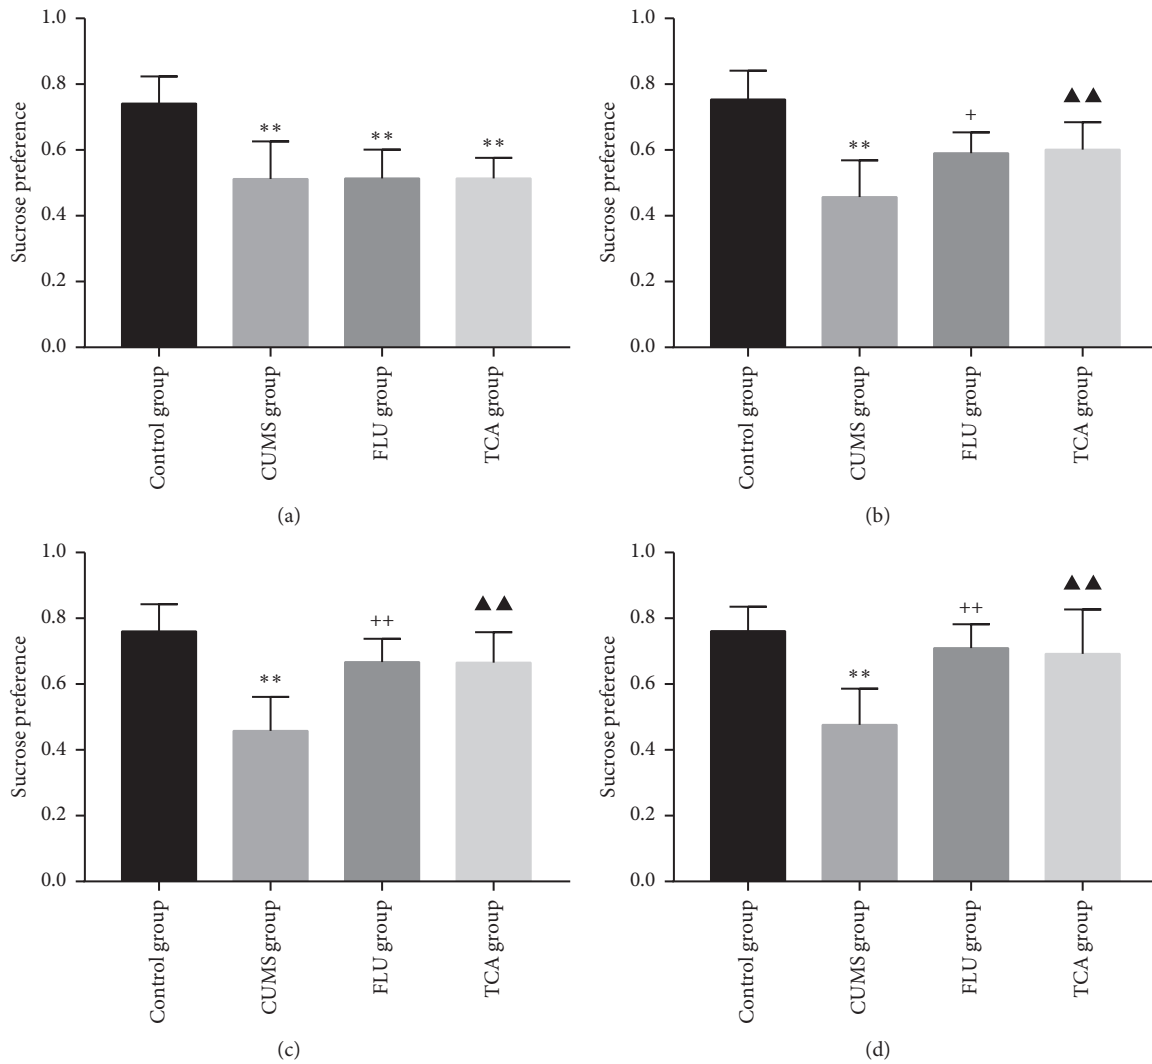 1.0
0.8
0.6
0.4
0.2
0.0
Sucrose preference
**
**
**
Control group
CUMS group
FLU group
TCA group
(a)
1.0
0.8
0.6
0.4
0.2
0.0
Sucrose preference
**
+
▲▲
Control group
CUMS group
FLU group
TCA group
(b)
1.0
0.8
0.6
0.4
0.2
0.0
Sucrose preference
**
++
▲▲
Control group
CUMS group
FLU group
TCA group
(c)
1.0
0.8
0.6
0.4
0.2
0.0
Sucrose preference
**
++
▲▲
Control group
CUMS group
FLU group
TCA group
(d)